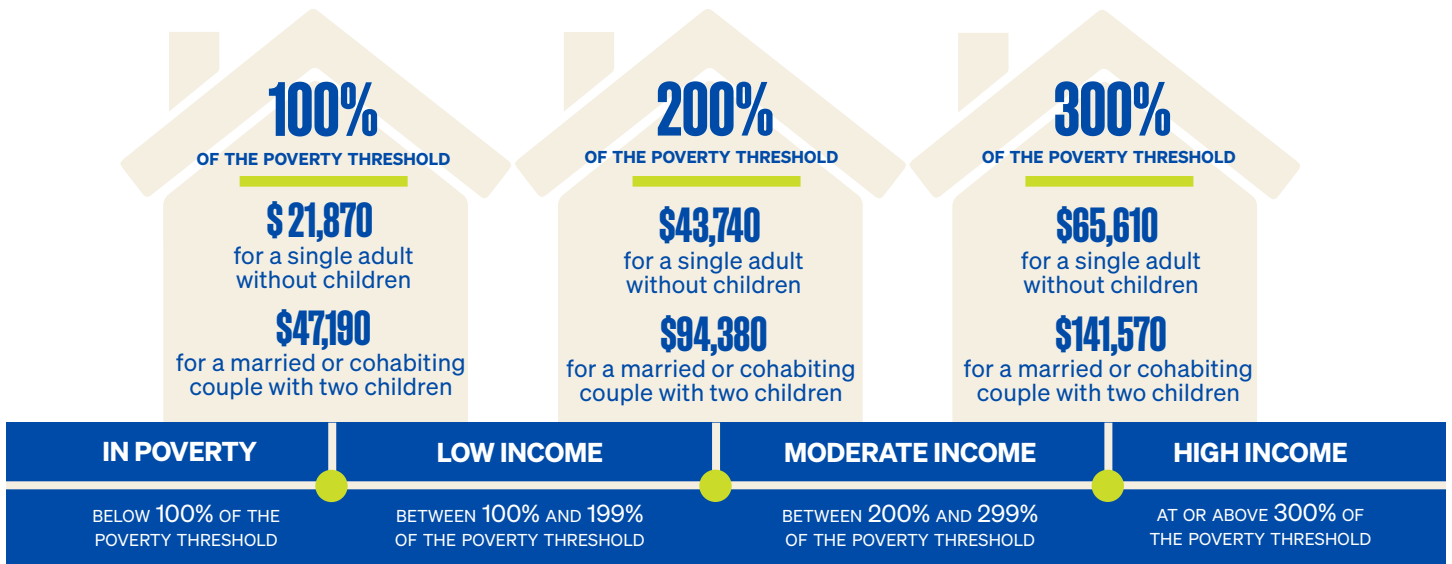 100%
OF THE POVERTY THRESHOLD
$ 21,870
for a single adult
without children
$47,190
for a married or cohabiting
couple with two children
200%
OF THE POVERTY THRESHOLD
$43,740
for a single adult
without children
$94,380
for a married or cohabiting
couple with two children
300%
OF THE POVERTY THRESHOLD
$65,610
for a single adult
without children
$141,570
for a married or cohabiting
couple with two children
IN POVERTY
BELOW 100% OF THE
POVERTY THRESHOLD
LOW INCOME
BETWEEN 100% AND 199%
OF THE POVERTY THRESHOLD
MODERATE INCOME
BETWEEN 200% AND 299%
OF THE POVERTY THRESHOLD
HIGH INCOME
AT OR ABOVE 300% OF
THE POVERTY THRESHOLD